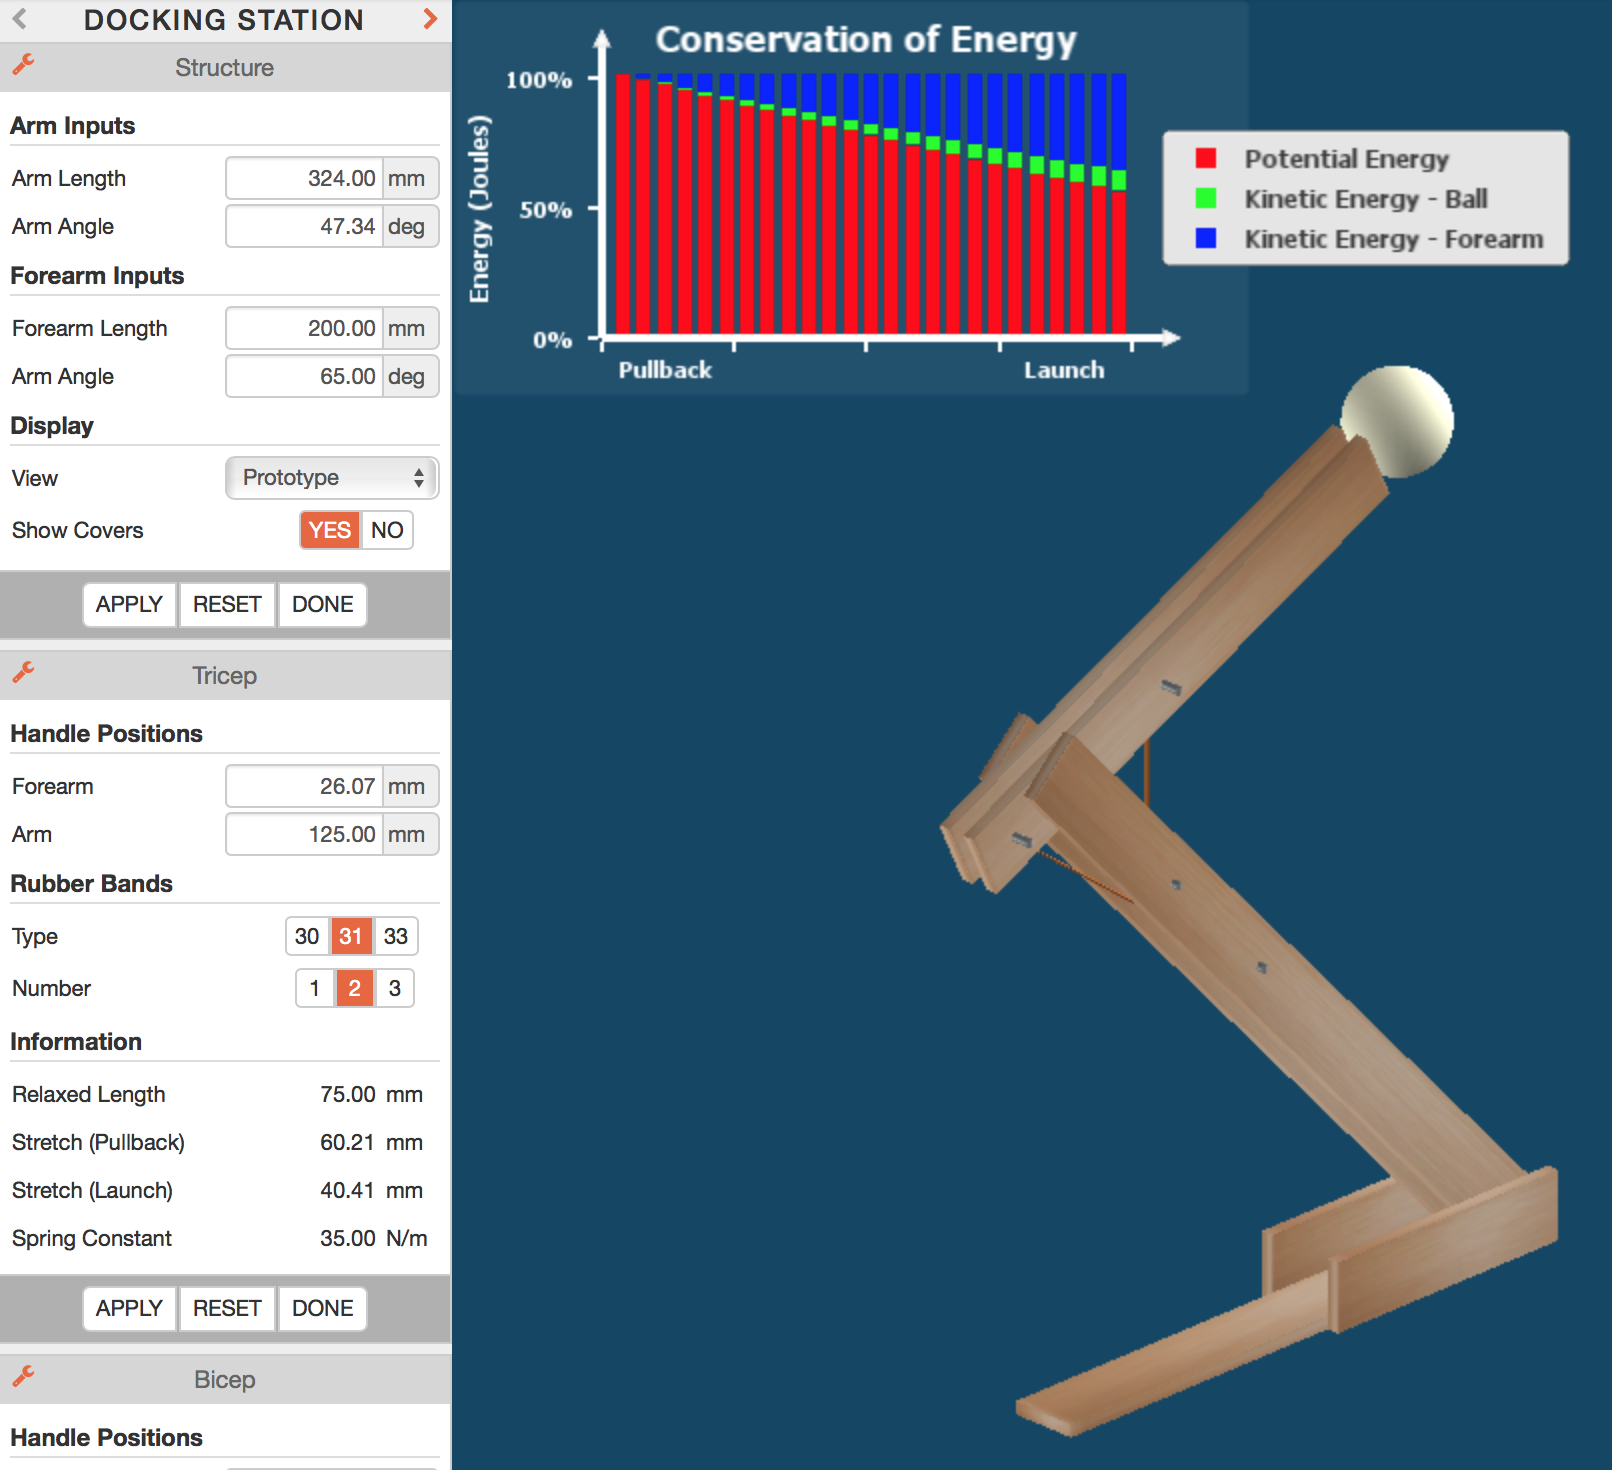 DOCKING STATION
Structure
Arm Inputs
Arm Length 324.00 mm
Arm Angle 47.34 deg
Forearm Inputs
Forearm Length 200.00 mm
Arm Angle 65.00 deg
Display
View Prototype
Show Covers YES NO
APPLY RESET DONE
Tricep
Handle Positions
Forearm 26.07 mm
Arm 125.00 mm
Rubber Bands
Type 30 31 33
Number 1 2 3
Information
Relaxed Length 75.00 mm
Stretch (Pullback) 60.21 mm
Stretch (Launch) 40.41 mm
Spring Constant 35.00 N/m
APPLY RESET DONE
Bicep
Handle Positions
Conservation of Energy
Energy (Joules)
100%
50%
0%
Pullback Launch
Potential Energy
Kinetic Energy - Ball
Kinetic Energy - Forearm